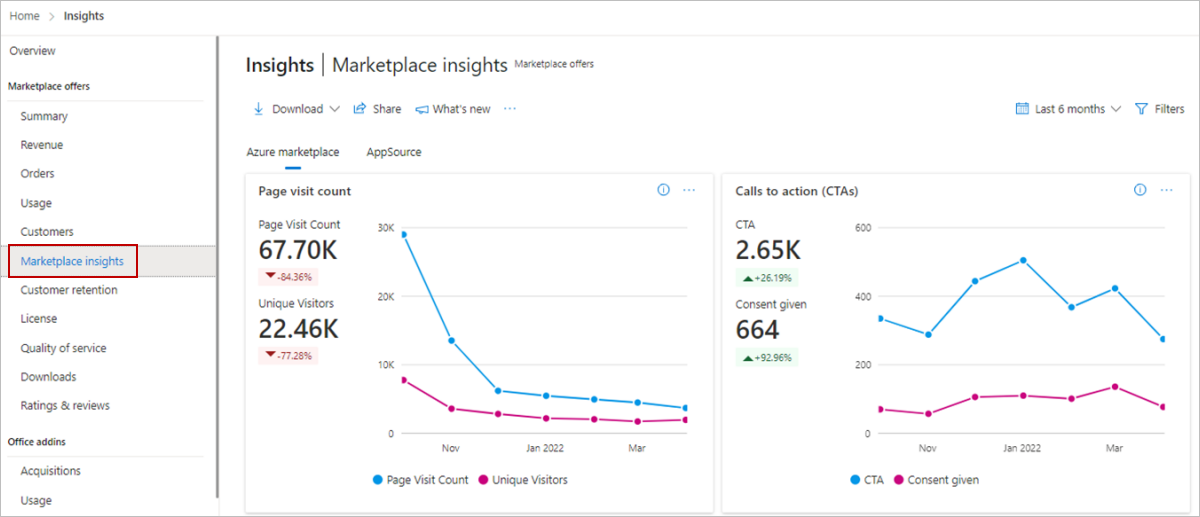 Home > Insights
Overview
Marketplace offers
Summary
Revenue
Orders
Usage
Customers
Marketplace insights
Customer retention
License
Quality of service
Downloads
Ratings & reviews
Office addins
Acquisitions
Usage
Insights | Marketplace insights Marketplace offers
Download Share What's new ...
Last 6 months Filters
Azure marketplace AppSource
Page visit count
Page Visit Count
67.70K
-84.36%
Unique Visitors
22.46K
-77.28%
30K
20K
10K
0
Nov Jan 2022 Mar
Page Visit Count Unique Visitors
Calls to action (CTAs)
CTA
2.65K
+26.19%
Consent given
664
+92.96%
600
400
200
0
Nov Jan 2022 Mar
CTA Consent given